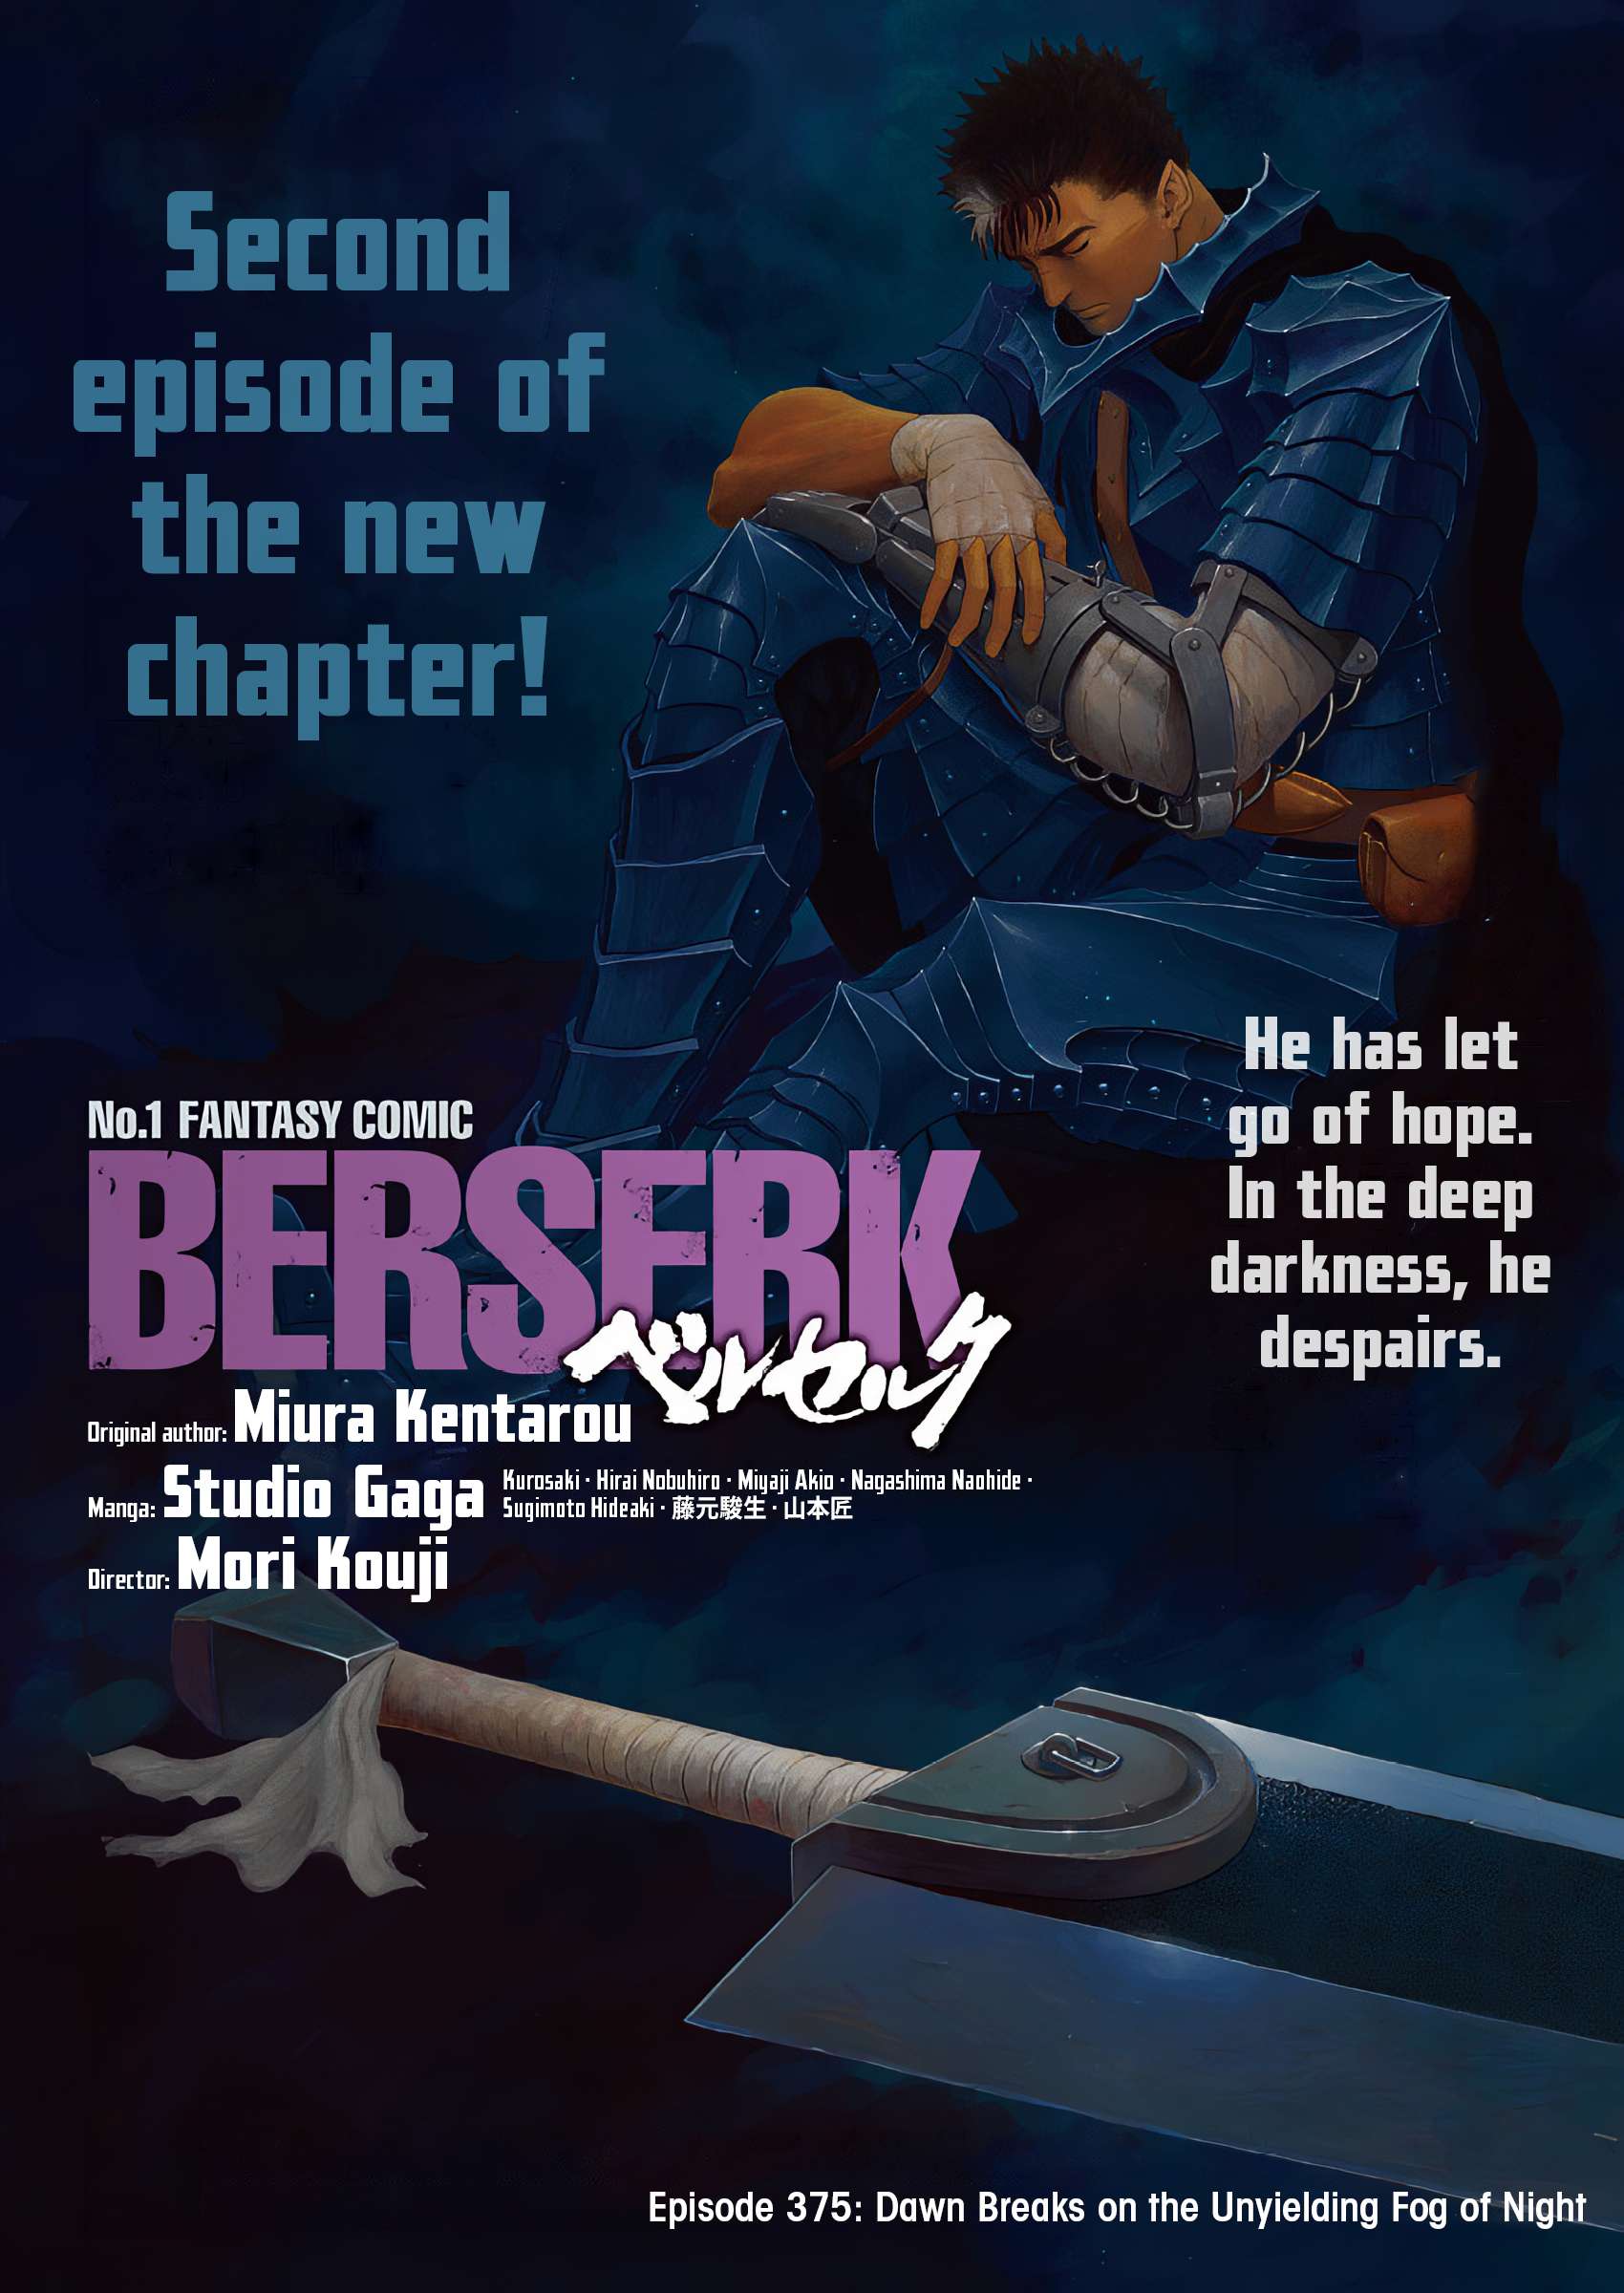 Second
episode of
the new
chapter!
He has let
go of hope.
In the deep
darkness, he
despairs.
No.1 FANTASY COMIC
BERSERK
ベルセルク
Original author: Miura Kentarou
Manga: Studio Gaga
Kurosaki · Hirai Nobuhiro · Miyaji Akio · Nagashima Naohide ·
Sugimoto Hideaki · 藤元駿生 · 山本匠
Director: Mori Kouji
Episode 375: Dawn Breaks on the Unyielding Fog of Night